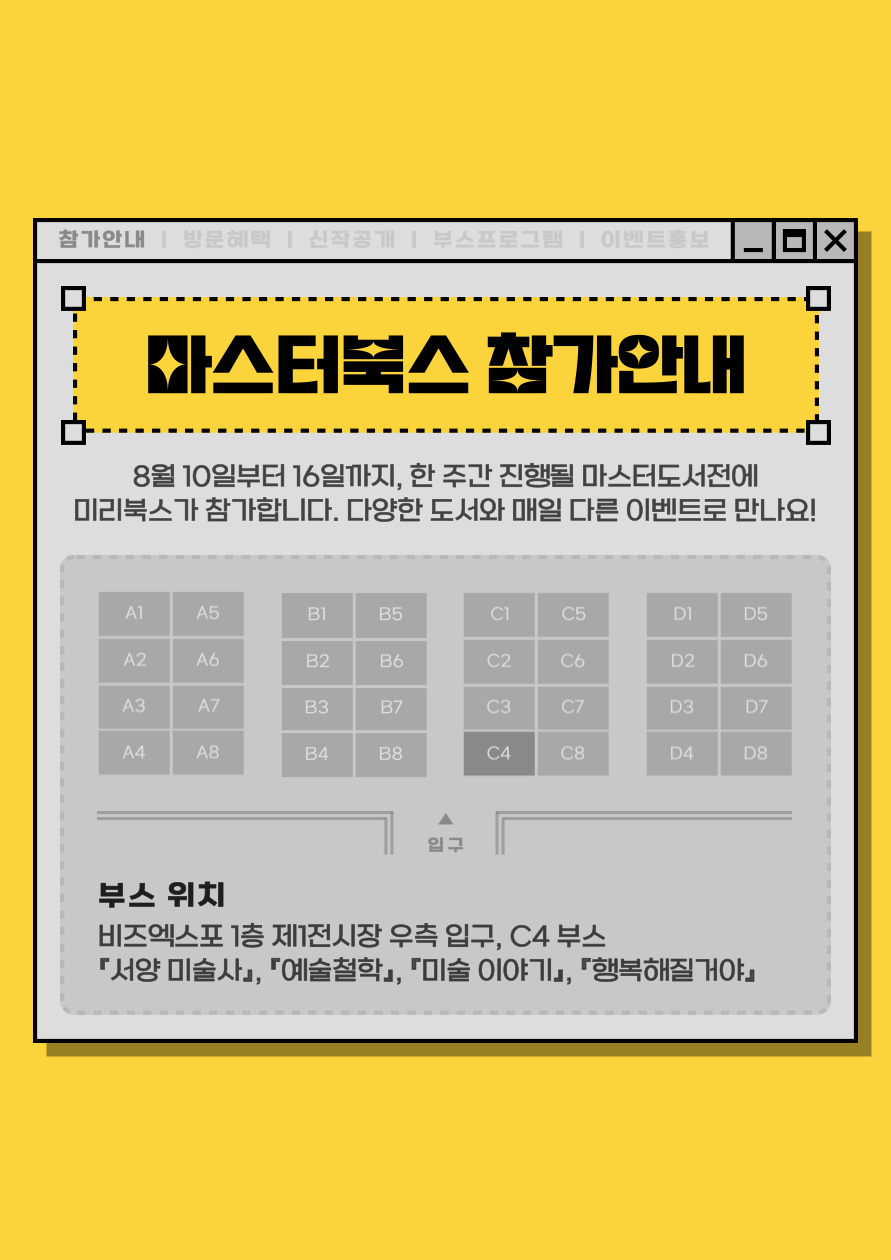 참가안내 | 방문혜택 | 신작공개 | 부스프로그램 | 이벤트홍보
마스터북스 참가안내
8월 10일부터 16일까지, 한 주간 진행될 마스터도서전에
미리북스가 참가합니다. 다양한 도서와 매일 다른 이벤트로 만나요!
A1 A5 B1 B5 C1 C5 D1 D5
A2 A6 B2 B6 C2 C6 D2 D6
A3 A7 B3 B7 C3 C7 D3 D7
A4 A8 B4 B8 C4 C8 D4 D8
▲
입구
부스 위치
비즈엑스포 1층 제1전시장 우측 입구, C4 부스
『서양 미술사』, 『예술철학』, 『미술 이야기』, 『행복해질거야』